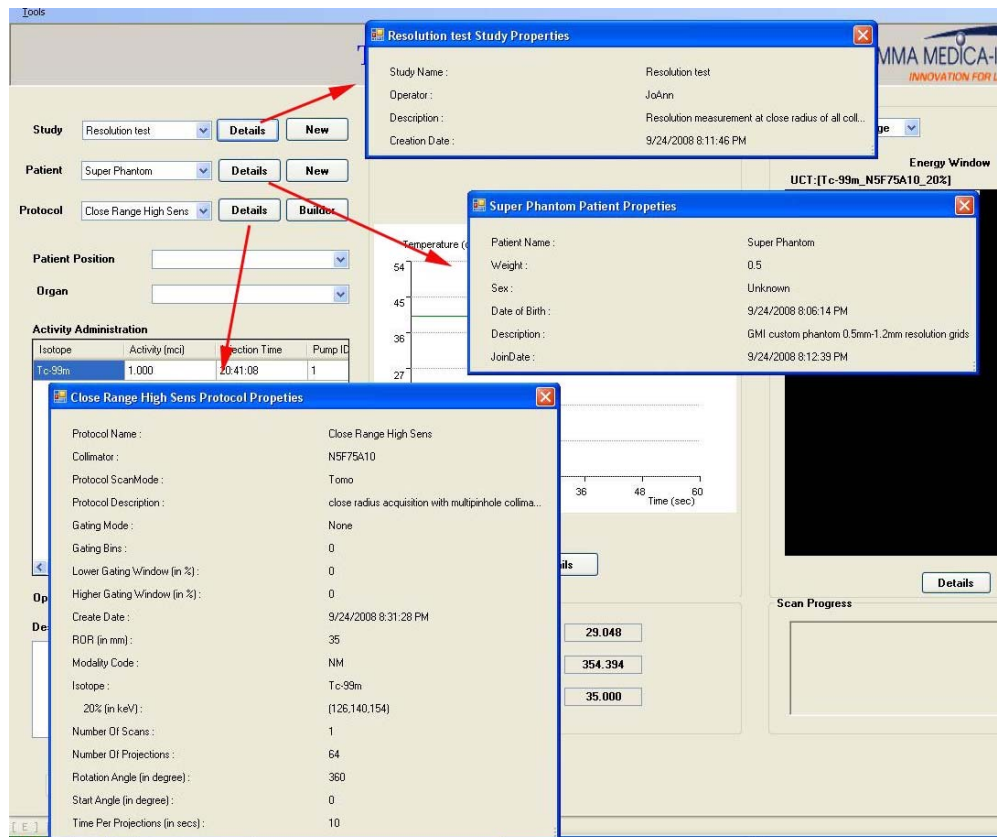 Tools
Resolution test Study Properties
Study Name : Resolution test
Operator : JoAnn
Description : Resolution measurement at close radius of all coll...
Creation Date : 9/24/2008 8:11:46 PM
MMA MEDICA-I
INNOVATION FOR L
Study Resolution test Details New
Patient Super Phantom Details New
Protocol Close Range High Sens Details Builder
Patient Position
Organ
Energy Window
UCT:[Tc-99m_N5F75A10_20%]
Super Phantom Patient Propeties
Patient Name : Super Phantom
Weight : 0.5
Sex : Unknown
Date of Birth : 9/24/2008 8:06:14 PM
Description : GMI custom phantom 0.5mm-1.2mm resolution grids
JoinDate : 9/24/2008 8:12:39 PM
Temperature (
54
45
36
27
36 48 60
Time (sec)
Activity Administration
Isotope Activity (mci) Injection Time Pump ID
Tc-99m 1.000 20:41:08 1
Close Range High Sens Protocol Propeties
Protocol Name : Close Range High Sens
Collimator : N5F75A10
Protocol ScanMode : Tomo
Protocol Description : close radius acquisition with multipinhole collima...
Gating Mode : None
Gating Bins : 0
Lower Gating Window (in %) : 0
Higher Gating Window (in %) : 0
Create Date : 9/24/2008 8:31:28 PM
ROR (in mm) : 35
Modality Code : NM
Isotope : Tc-99m
20% (in keV) : (126,140,154)
Number Of Scans : 1
Number Of Projections : 64
Rotation Angle (in degree) : 360
Start Angle (in degree) : 0
Time Per Projections (in secs) : 10
Op
De
ails
29.048
354.394
35.000
Details
Scan Progress
[ E ]